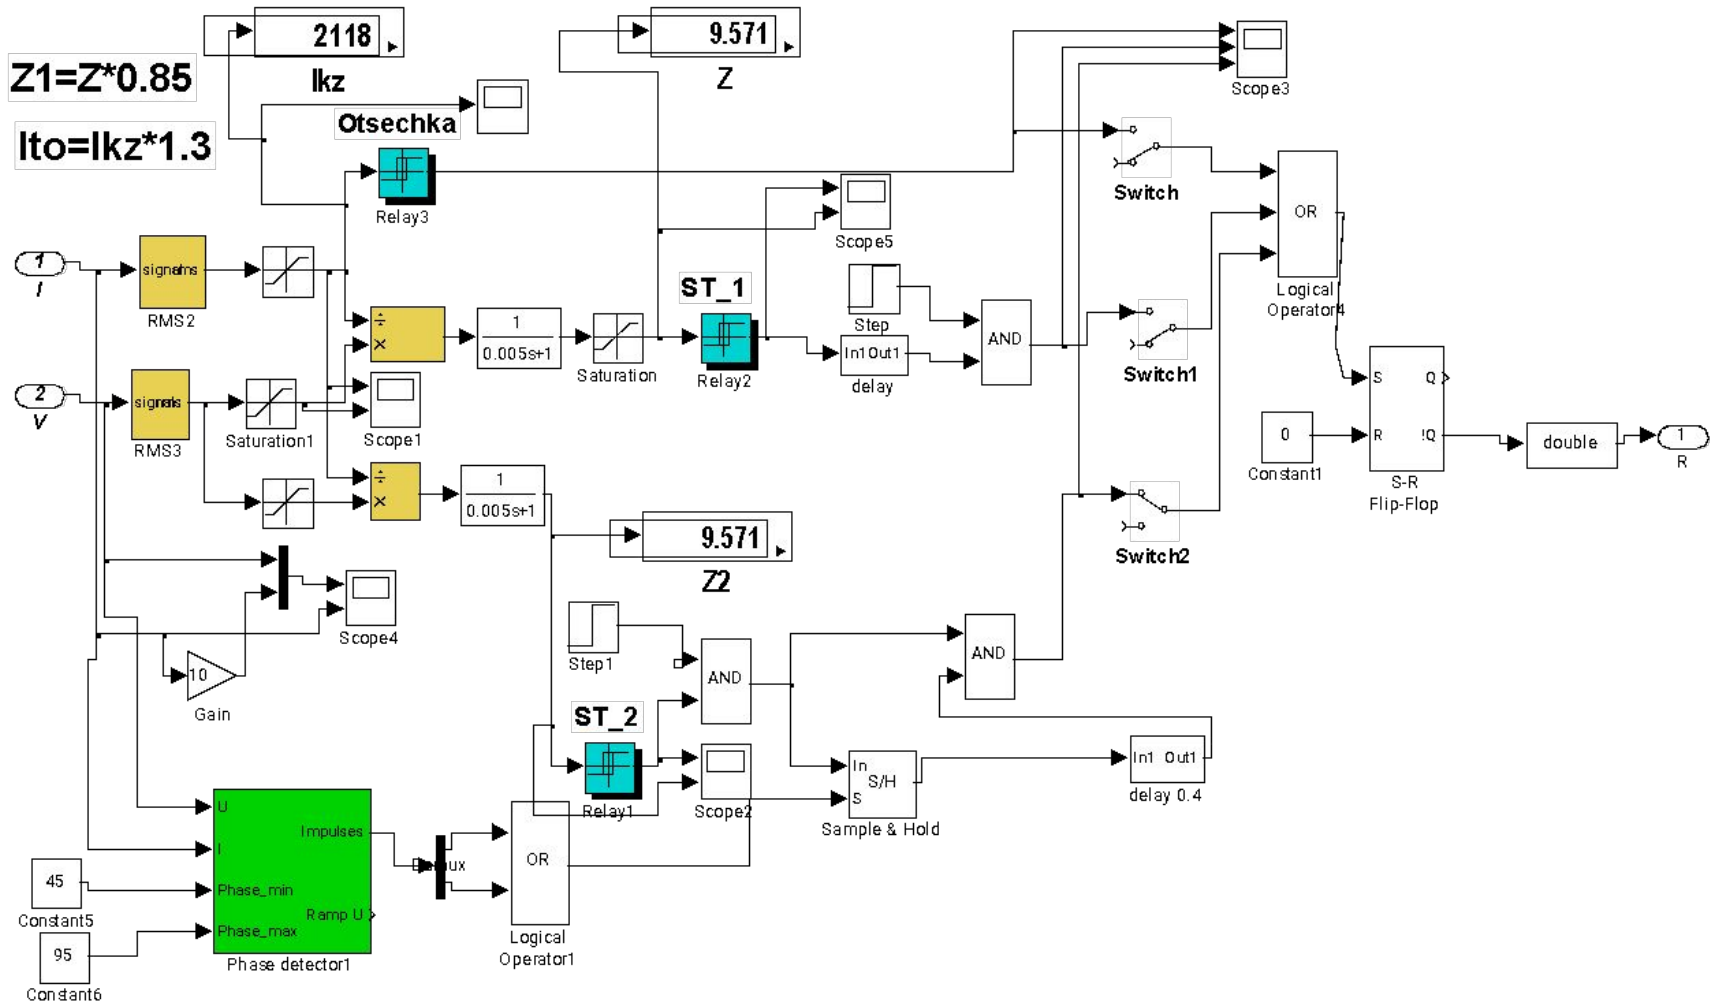 2118
Ikz
9.571
Z
Scope3
Z1=Z*0.85
Ito=Ikz*1.3
Otsechka
Relay3
Switch
Scope5
OR
Logical
Operator4
1
I
RMS2
ST_1
Step
÷
×
1
0.005s+1
Saturation
Relay2
In1 Out1
delay
AND
Switch1
2
V
RMS3
Saturation1
Scope1
S
Q
R
!Q
S-R
Flip-Flop
0
Constant1
double
1
R
÷
×
1
0.005s+1
9.571
Z2
Switch2
Scope4
10
Gain
Step1
AND
AND
ST_2
Relay1
Scope2
In
S/H
S
Sample & Hold
In1 Out1
delay 0.4
U
Impulses
I
Phase_min
Ramp U
Phase_max
Phase detector1
45
Constant5
95
Constant6
OR
Logical
Operator1